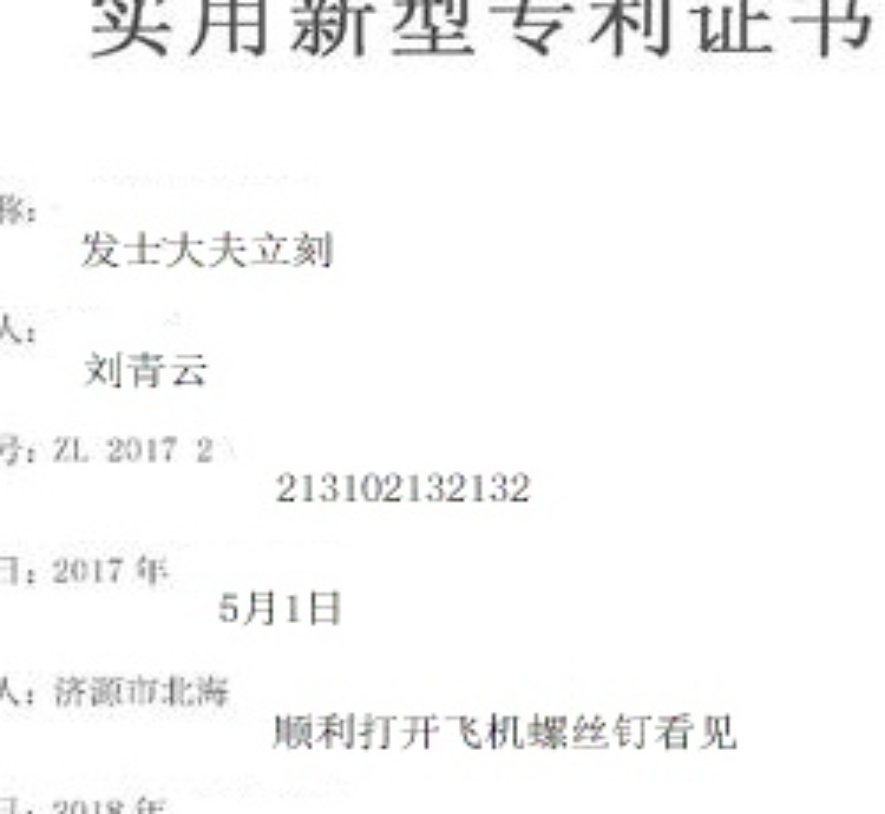 实用新型专利证书
称：
发士大夫立刻
人：
刘青云
号：ZL 2017 2
213102132132
日：2017 年
5月1日
人：济源市北海
顺利打开飞机螺丝钉看见
日：2018 年